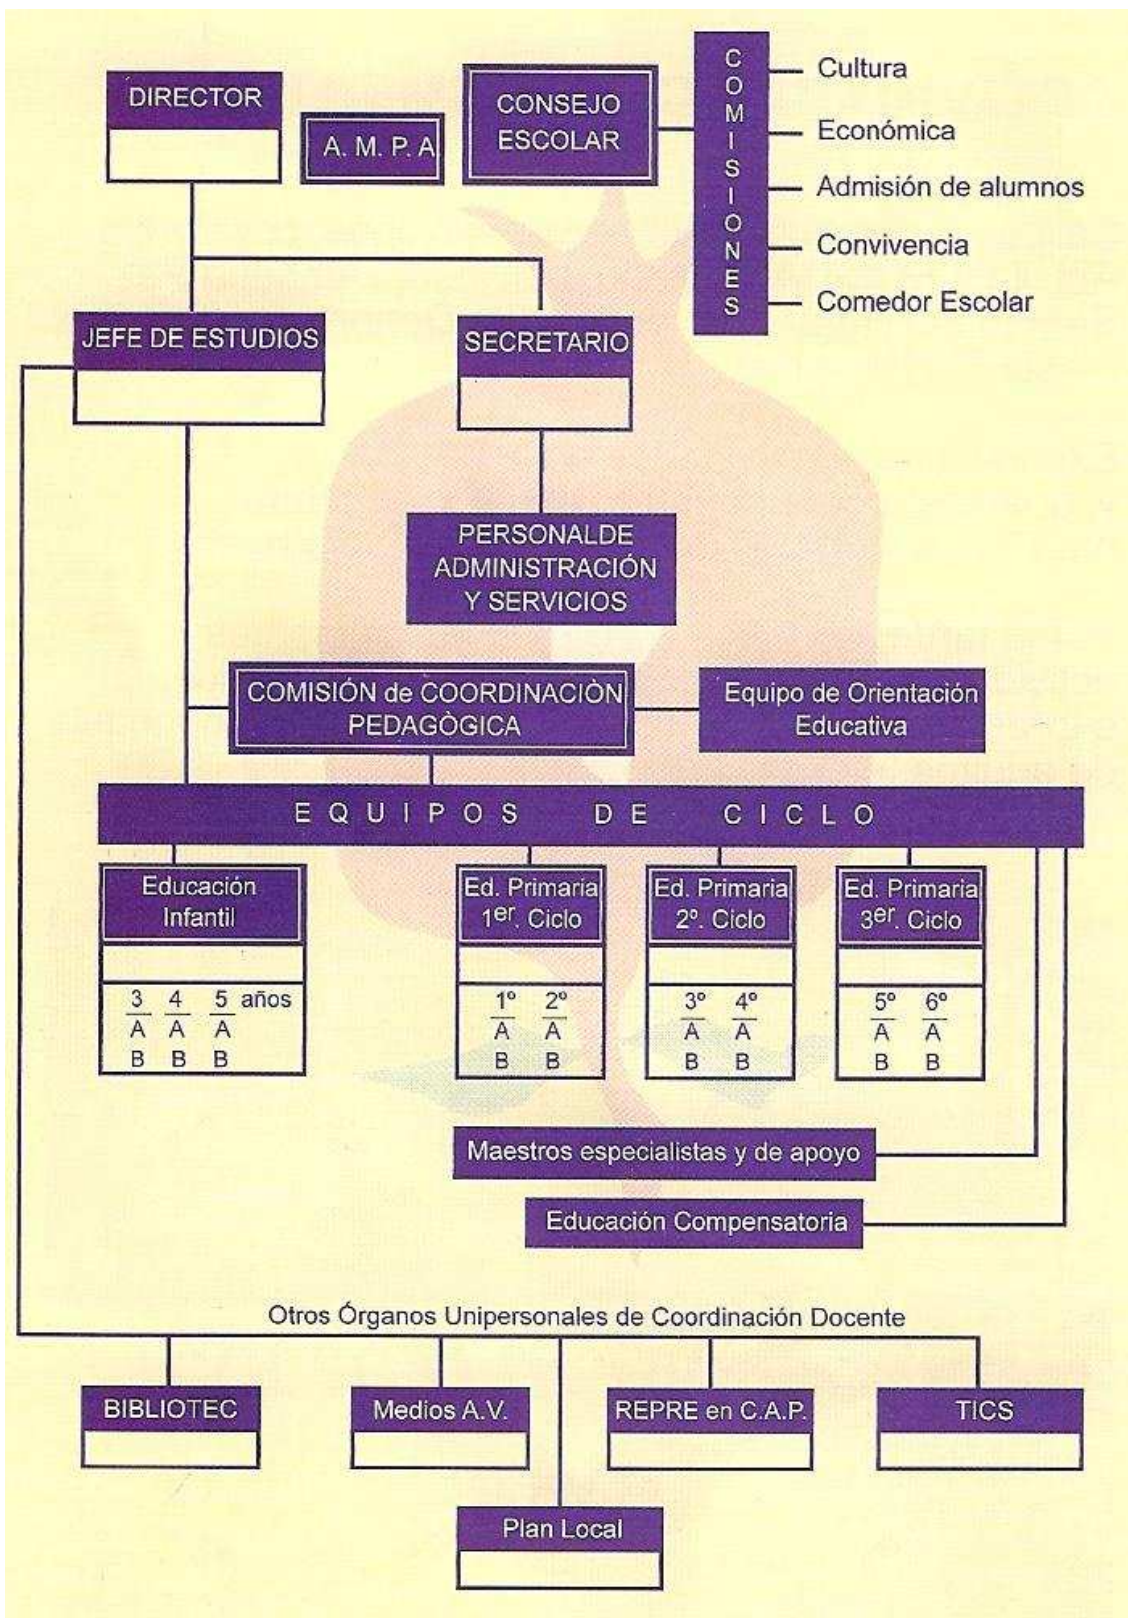 DIRECTOR
A. M. P. A
CONSEJO
ESCOLAR
COMISIONES
Cultura
Económica
Admisión de alumnos
Convivencia
Comedor Escolar
JEFE DE ESTUDIOS
SECRETARIO
PERSONALDE
ADMINISTRACIÓN
Y SERVICIOS
COMISIÓN de COORDINACIÒN
PEDAGÒGICA
Equipo de Orientación
Educativa
EQUIPOS DE CICLO
Educación
Infantil
3 4 5 años
A A A
B B B
Ed. Primaria
1er. Ciclo
1º 2º
A A
B B
Ed. Primaria
2º. Ciclo
3º 4º
A A
B B
Ed. Primaria
3er. Ciclo
5º 6º
A A
B B
Maestros especialistas y de apoyo
Educación Compensatoria
Otros Órganos Unipersonales de Coordinación Docente
BIBLIOTEC
Medios A.V.
REPRE en C.A.P.
TICS
Plan Local